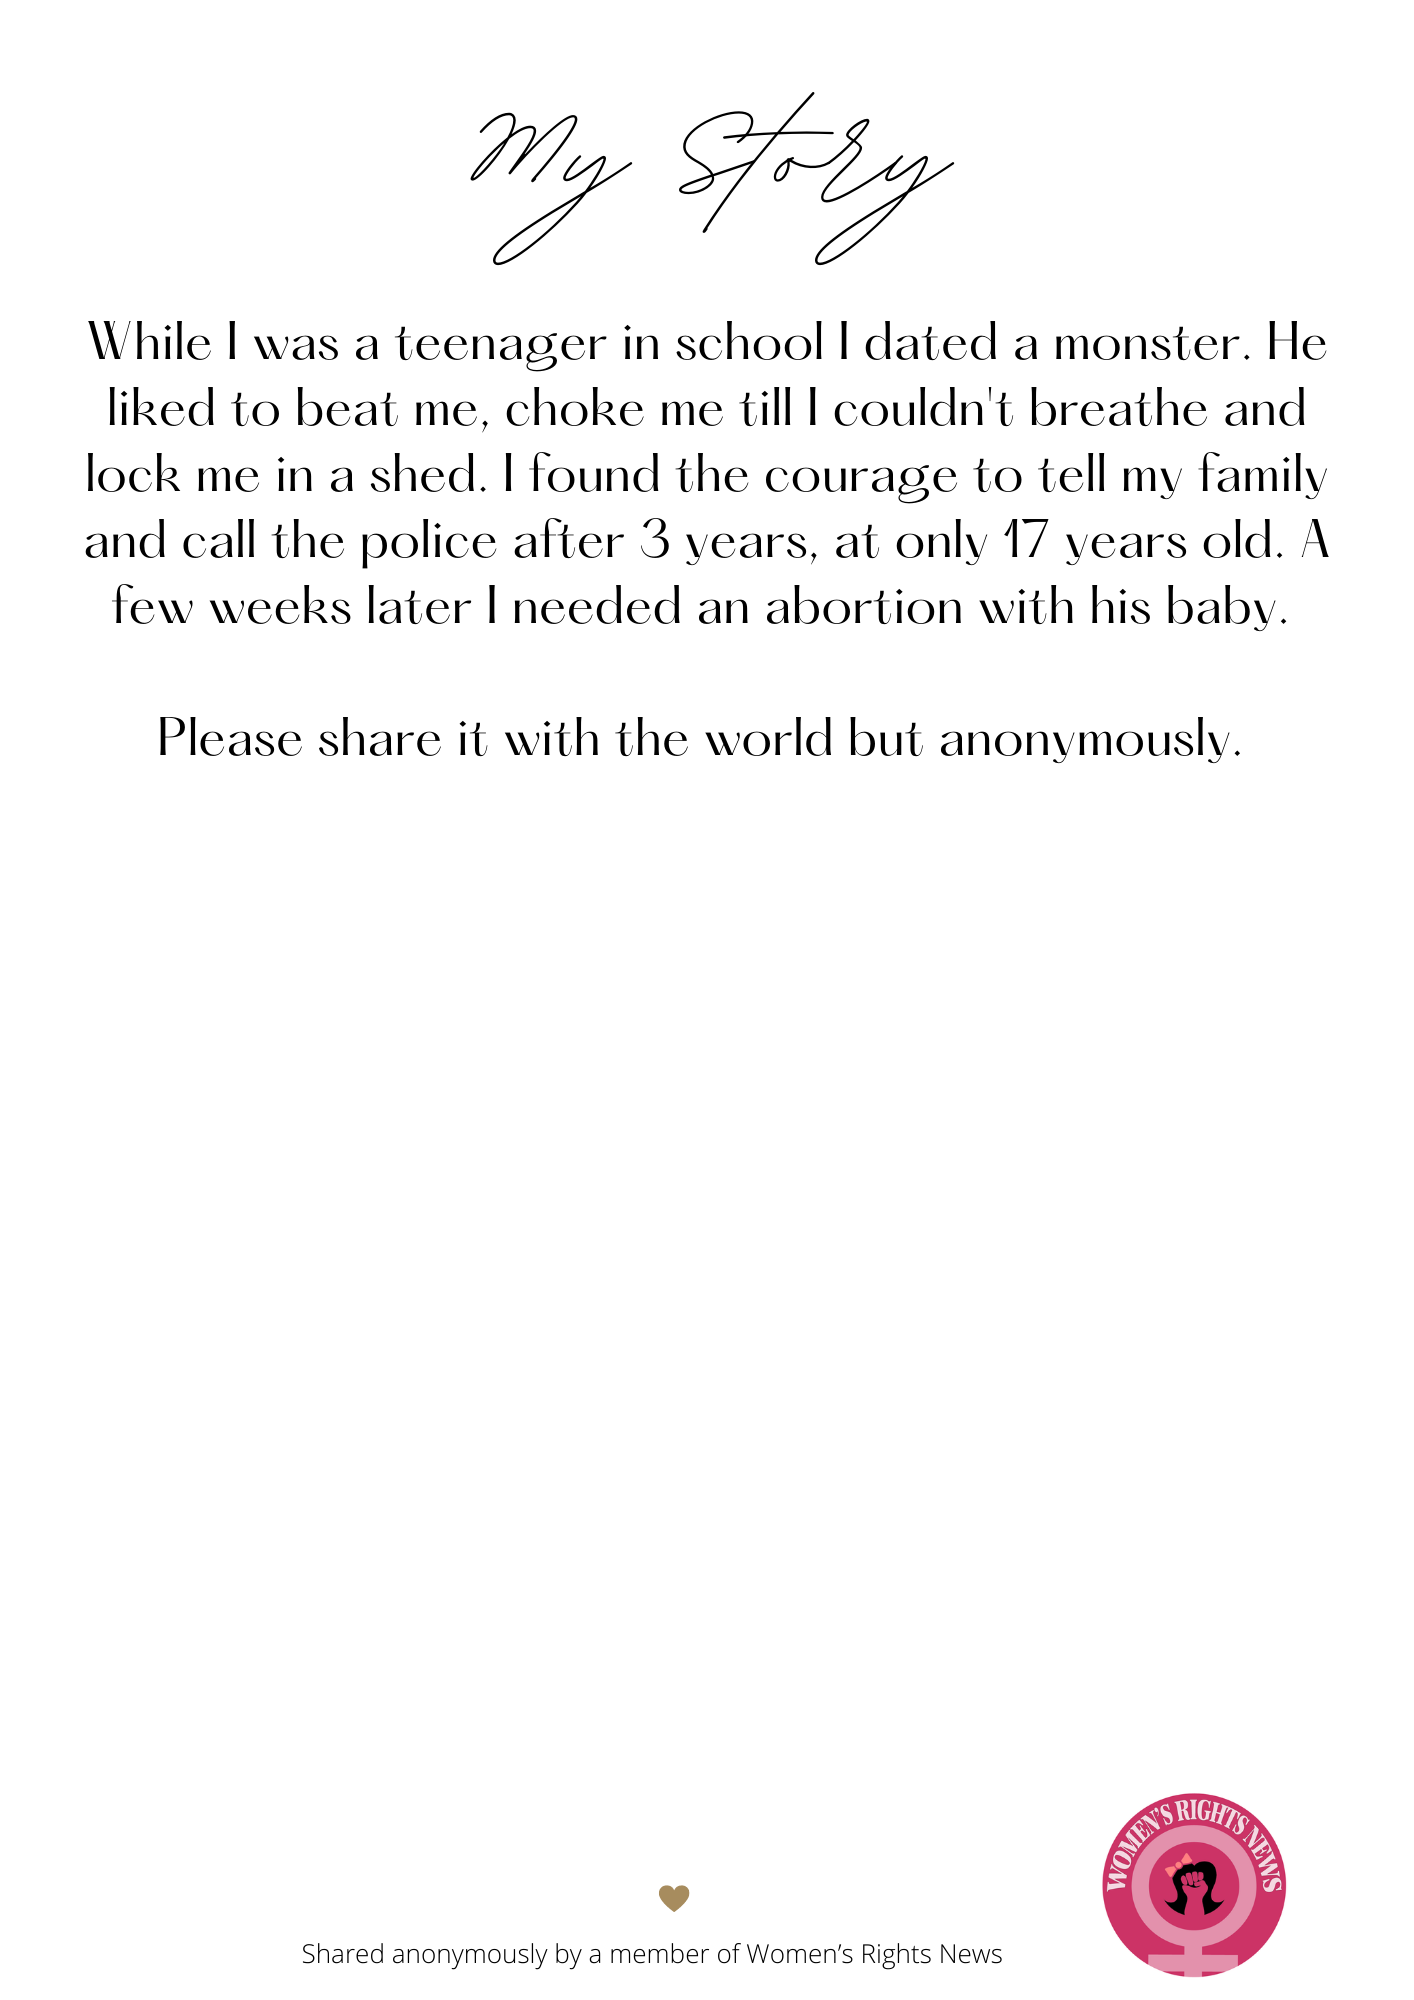 My Story
While I was a teenager in school I dated a monster. He
liked to beat me, choke me till I couldn't breathe and
lock me in a shed. I found the courage to tell my family
and call the police after 3 years, at only 17 years old. A
few weeks later I needed an abortion with his baby.
Please share it with the world but anonymously.
WOMEN'S RIGHTS NEWS
Shared anonymously by a member of Women’s Rights News